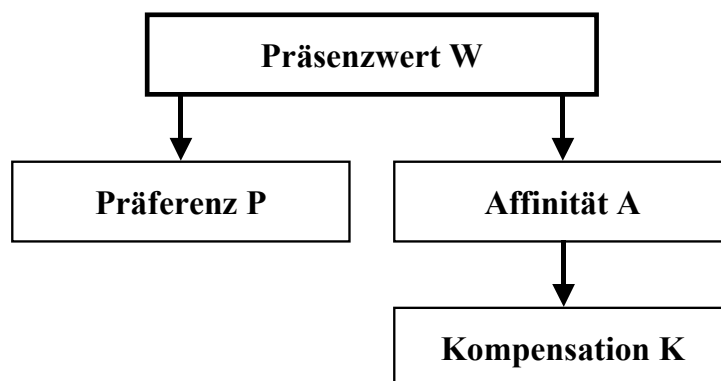 Präsenzwert W
Präferenz P
Affinität A
Kompensation K